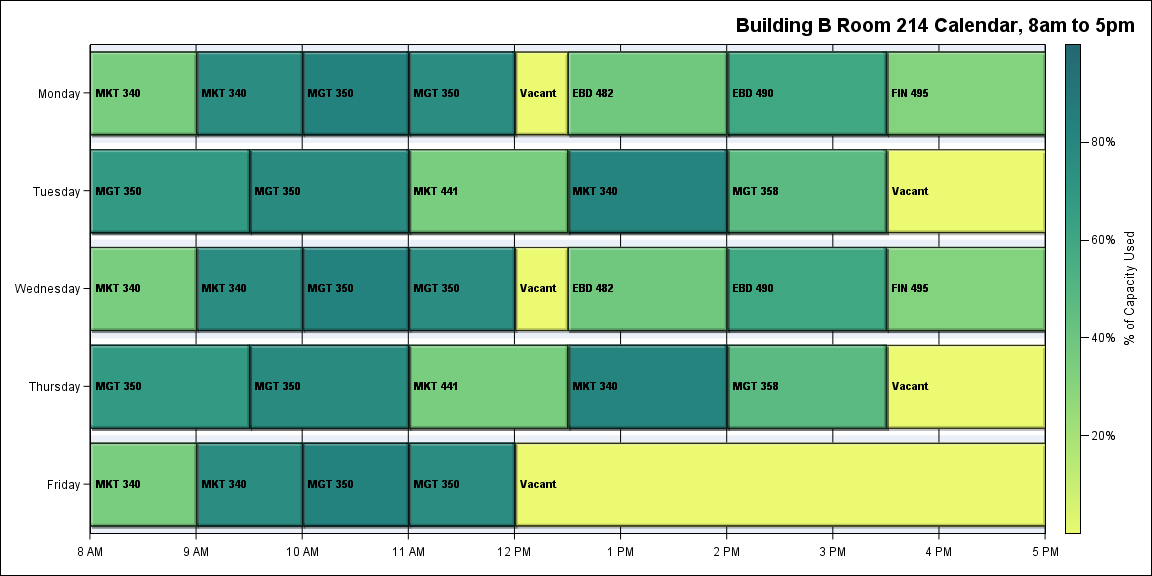 Building B Room 214 Calendar, 8am to 5pm
Monday
MKT 340
MKT 340
MGT 350
MGT 350
Vacant
EBD 482
EBD 490
FIN 495
Tuesday
MGT 350
MGT 350
MKT 441
MKT 340
MGT 358
Vacant
Wednesday
MKT 340
MKT 340
MGT 350
MGT 350
Vacant
EBD 482
EBD 490
FIN 495
Thursday
MGT 350
MGT 350
MKT 441
MKT 340
MGT 358
Vacant
Friday
MKT 340
MKT 340
MGT 350
MGT 350
Vacant
8 AM
9 AM
10 AM
11 AM
12 PM
1 PM
2 PM
3 PM
4 PM
5 PM
80%
60%
40%
20%
% of Capacity Used